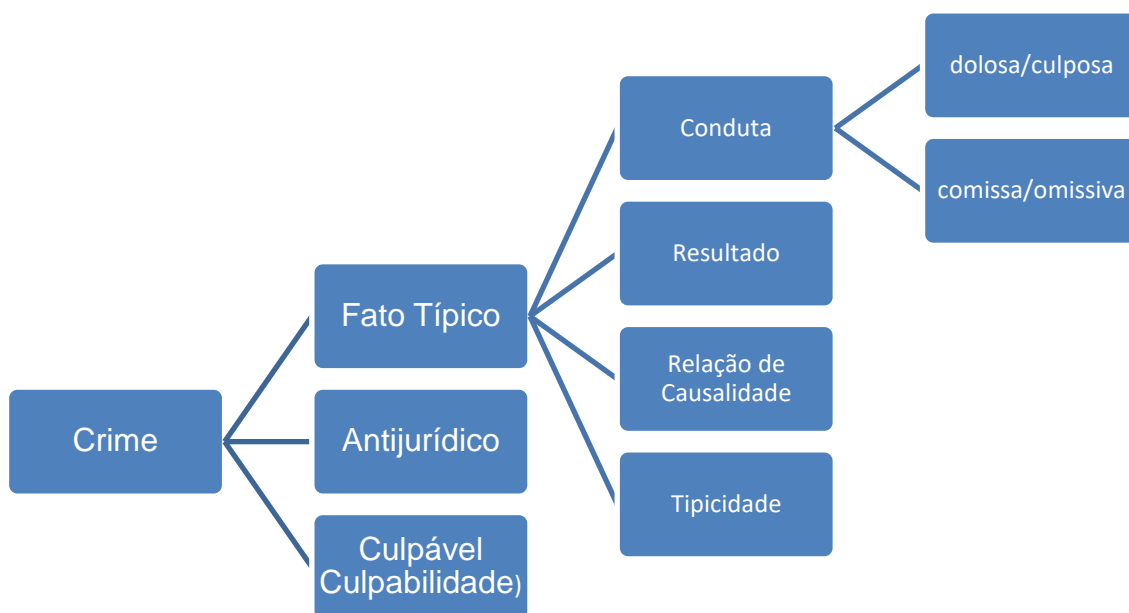 Crime
Fato Típico
Antijurídico
Culpável
Culpabilidade)
Conduta
Resultado
Relação de
Causalidade
Tipicidade
dolosa/culposa
comissa/omissiva